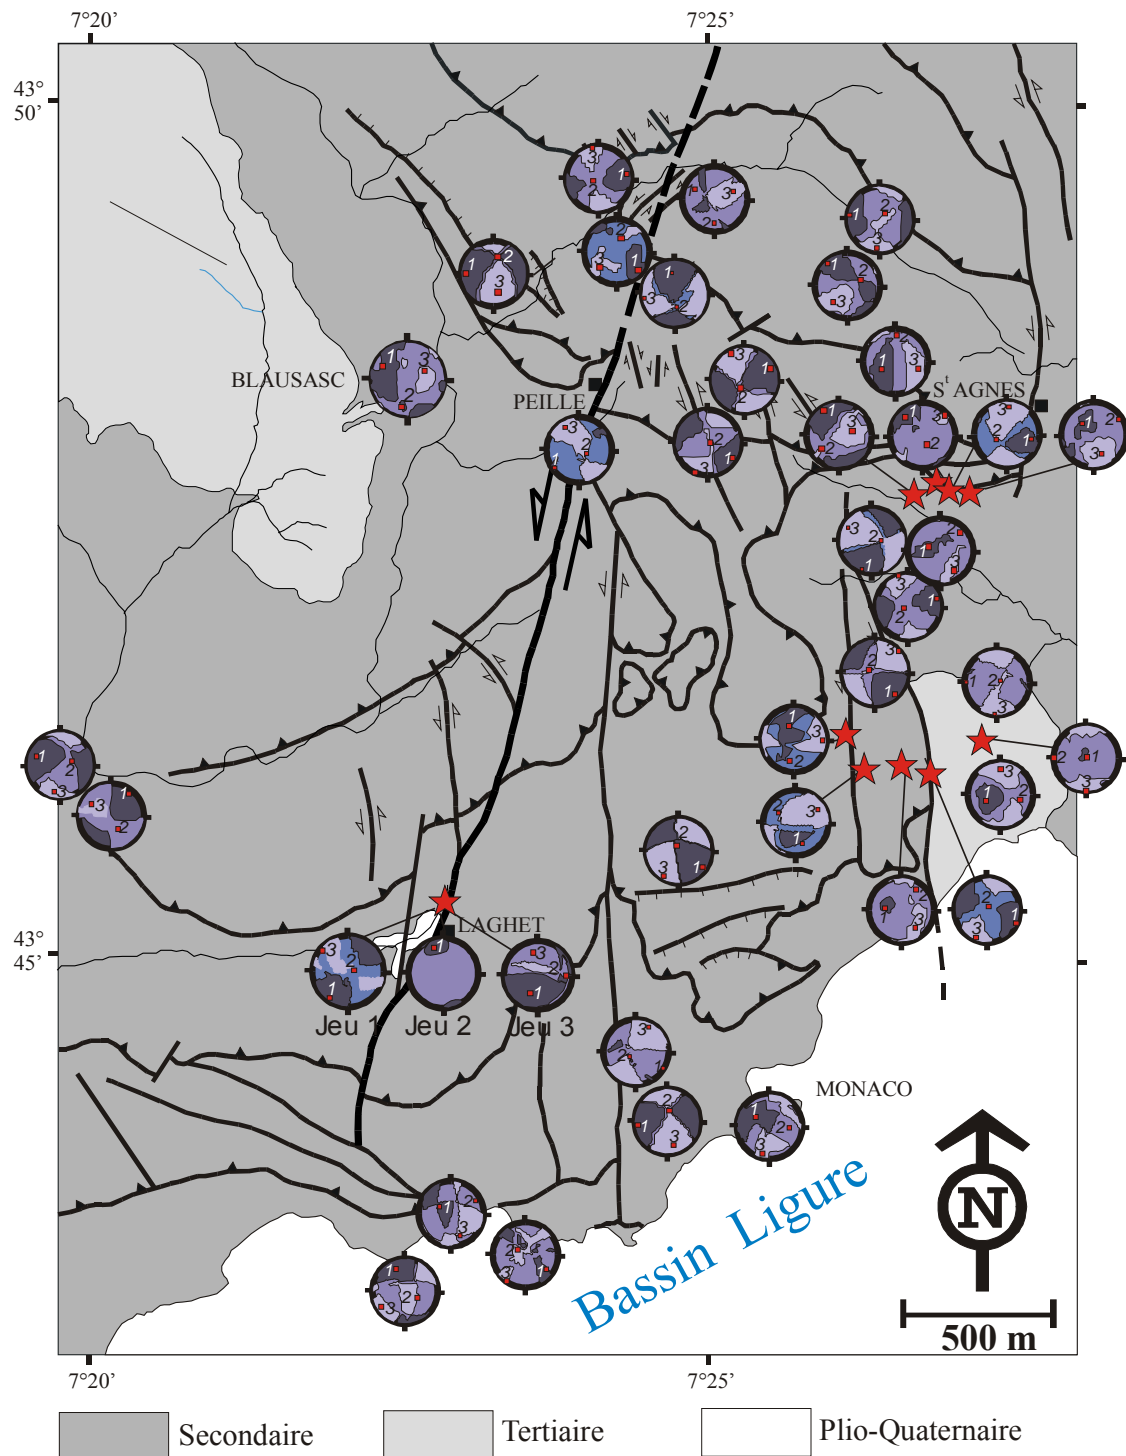 7°20’ 7°25’
43°
50’
BLAUSASC
PEILLE
Sᵗ AGNES
LAGHET
43°
45’
Jeu 1 Jeu 2 Jeu 3
MONACO
Bassin Ligure
N
500 m
7°20’ 7°25’
Secondaire Tertiaire Plio-Quaternaire